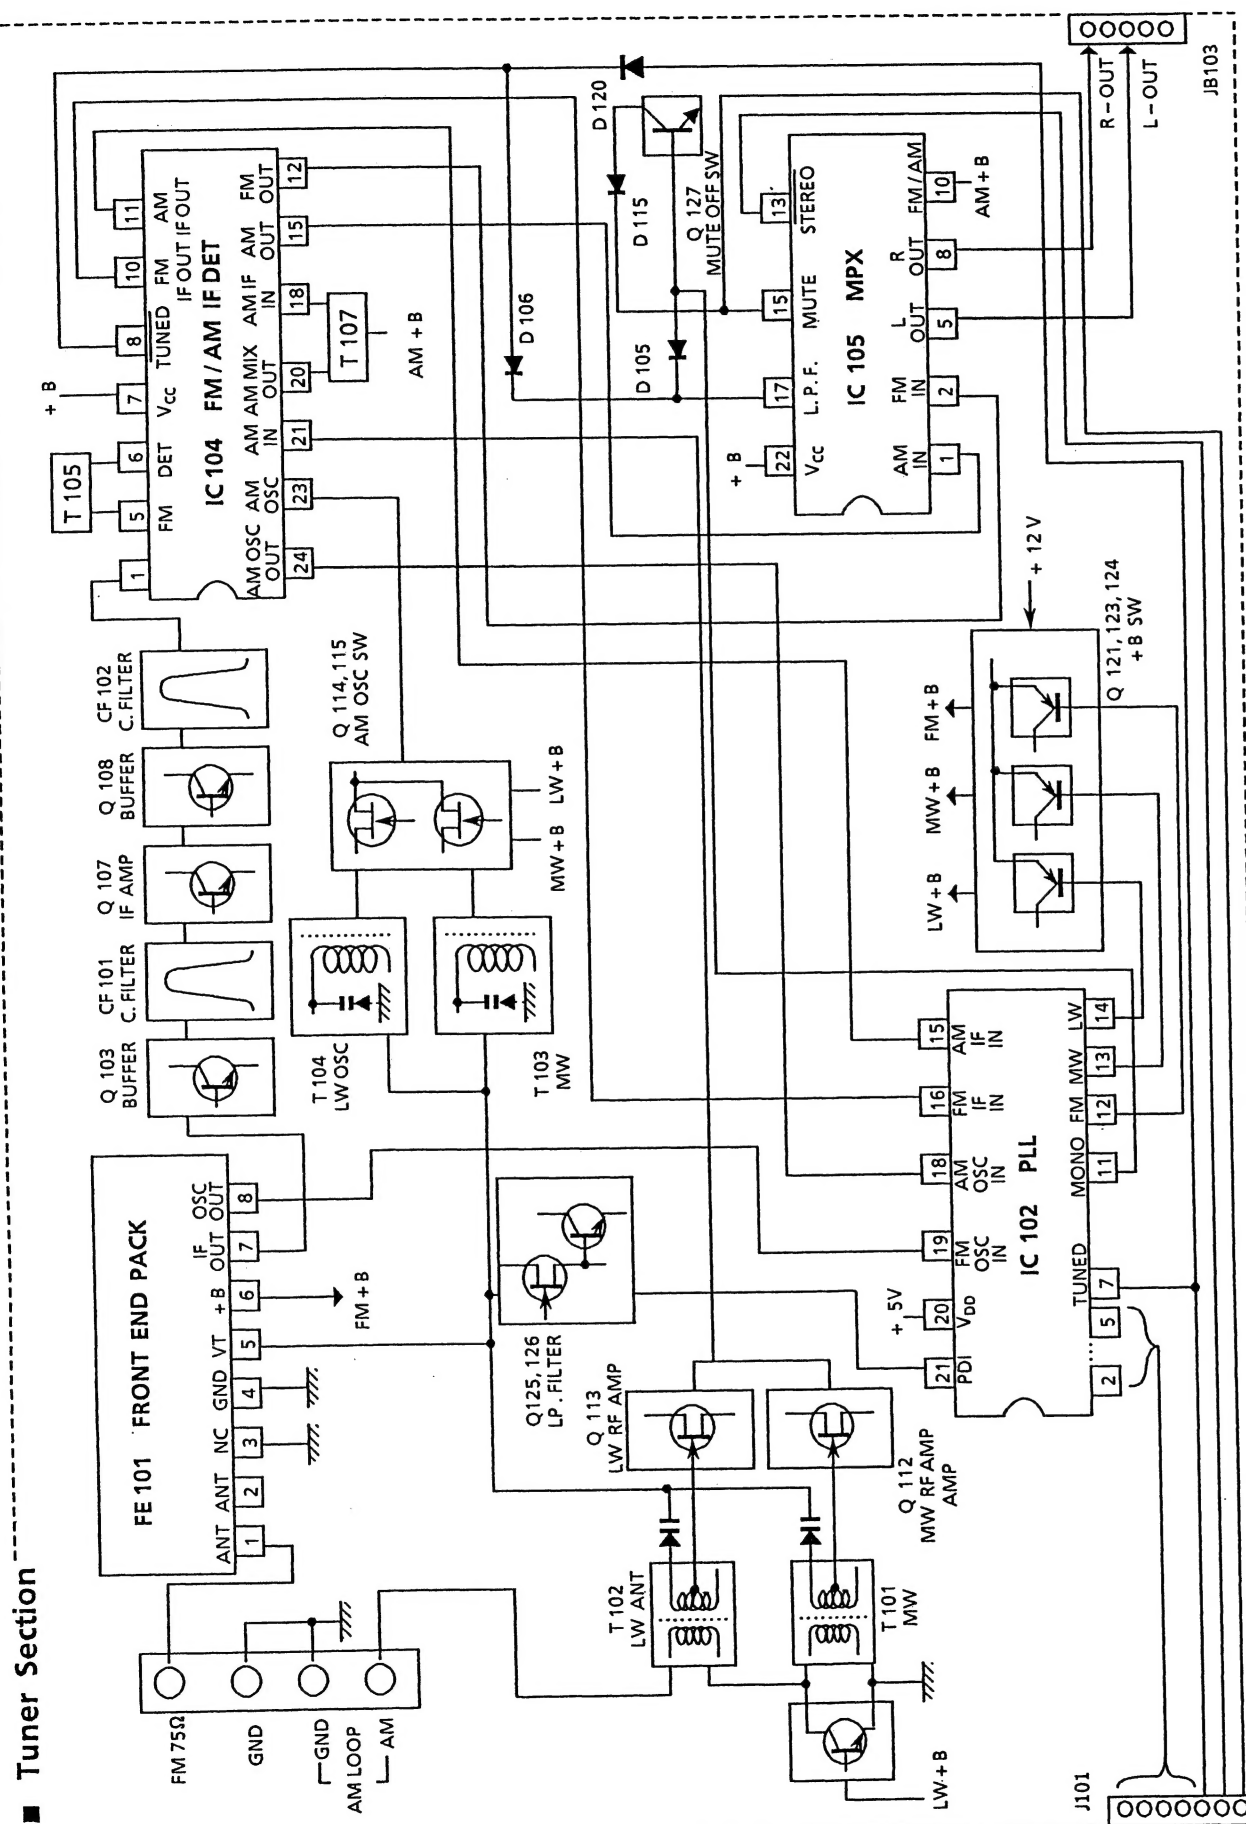 ■ Tuner Section
FM 75Ω
GND
GND
AM LOOP
AM
FE101 FRONT END PACK
ANT
1
ANT
2
NC
3
GND
4
VT
5
+B
6
IF
OUT
7
OSC
OUT
8
FM+B
Q 103
BUFFER
CF101
C. FILTER
Q 107
IF AMP
Q 108
BUFFER
CF102
C. FILTER
T 105
+ B
1
5
6
7
8
10
11
FM DET
Vcc
TUNED
FM
IF OUT
AM
IF OUT
IC104 FM / AM IF DET
AM OSC
OUT
24
AM
OSC
23
AM
IN
21
AM MIX
OUT
20
AM IF
IN
18
AM
OUT
15
FM
OUT
12
T 107
AM + B
T 104
LW OSC
T 103
MW
Q 114, 115
AM OSC SW
MW+B
LW+B
Q125, 126
LP. FILTER
Q 113
LW RF AMP
Q 112
MW RF AMP
AMP
T 102
LW ANT
T 101
MW
LW+B
D 106
D 105
D 115
D 120
Q 127
MUTE OFF SW
+ B
22
17
15
13
Vcc
L. P. F.
MUTE
STEREO
IC 105 MPX
AM
IN
1
FM
IN
2
L
OUT
5
R
OUT
8
FM / AM
10
AM+B
R-OUT
L-OUT
JB103
LW+B
MW+B
FM+B
+ 12 V
Q 121, 123, 124
+ B SW
+ 5V
21
20
19
18
16
15
PDI
VDD
FM
OSC
IN
AM
OSC
IN
FM
IF
IN
AM
IF
IN
IC 102 PLL
TUNED
MONO
FM
MW
LW
2
5
7
11
12
13
14
J101